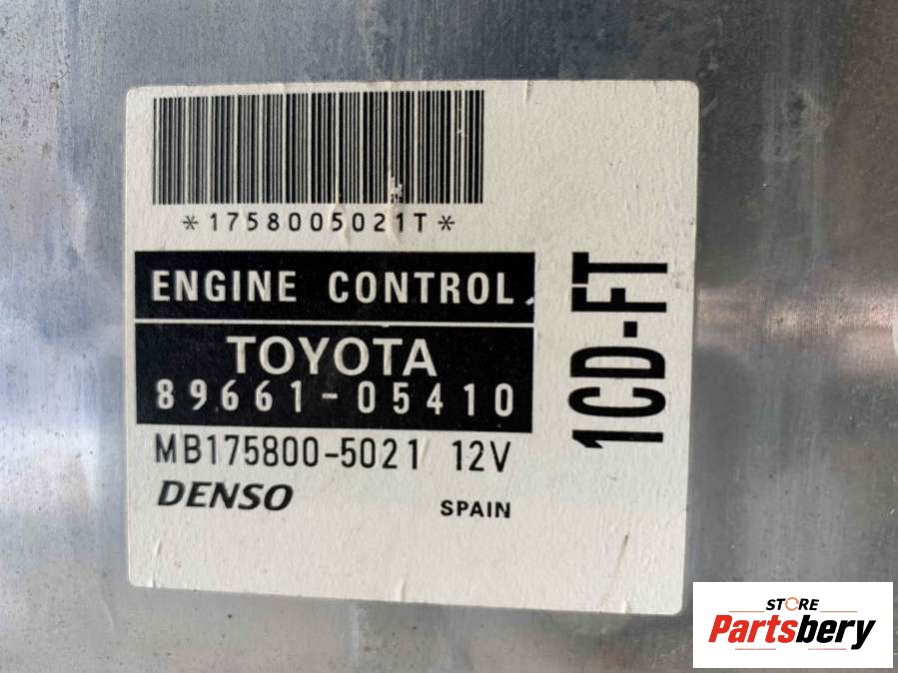 *1758005021T*
ENGINE CONTROL
TOYOTA
89661-05410
MB175800-5021 12V
DENSO SPAIN
1CD-FT
STORE
Partsbery